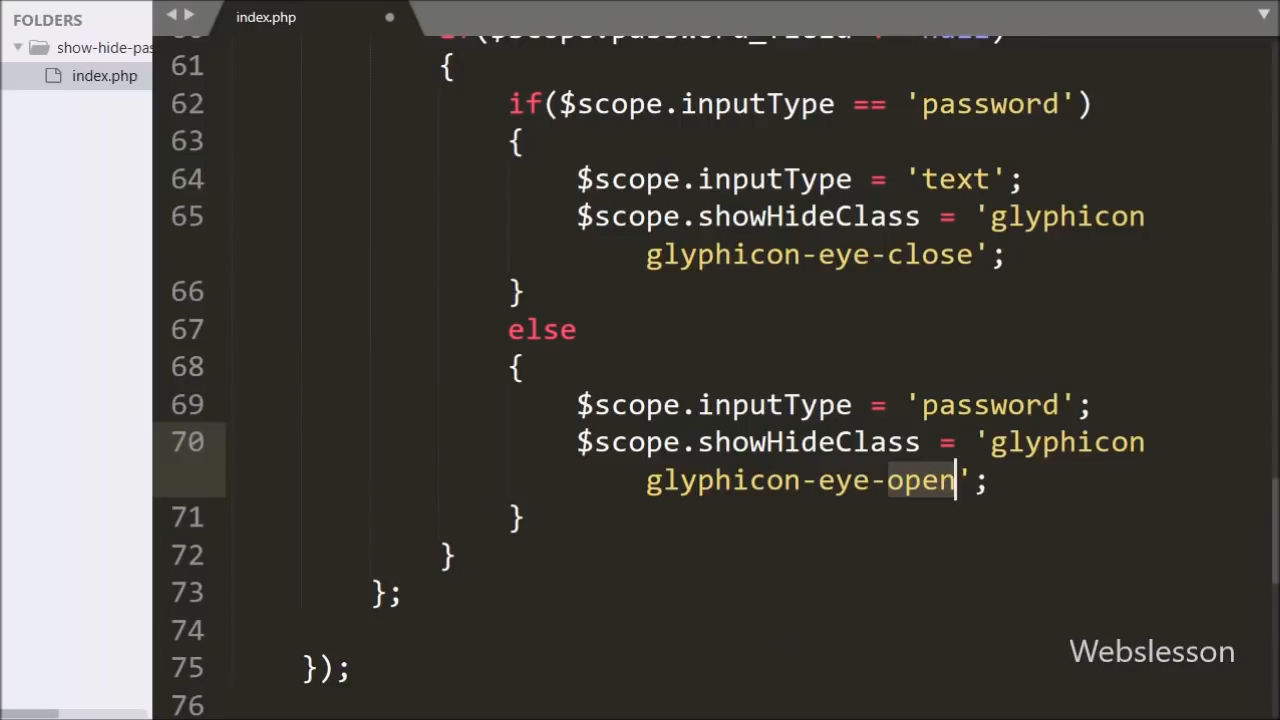 FOLDERS
show-hide-pas
index.php
index.php
61 {
62 if($scope.inputType == 'password')
63 {
64 $scope.inputType = 'text';
65 $scope.showHideClass = 'glyphicon
glyphicon-eye-close';
66 }
67 else
68 {
69 $scope.inputType = 'password';
70 $scope.showHideClass = 'glyphicon
glyphicon-eye-open';
71 }
72 }
73 };
74
75 });
76
Webslesson